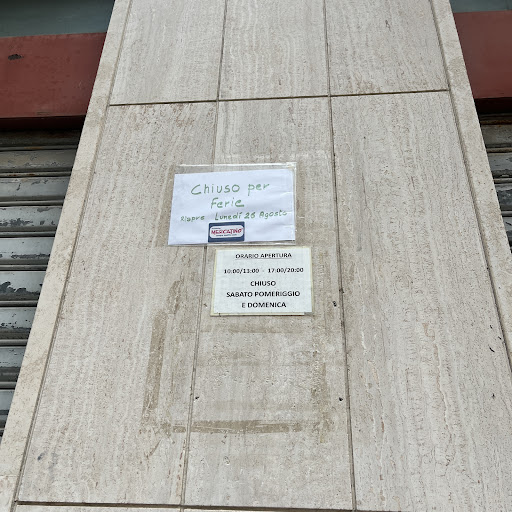 Chiuso per
Ferie
Riapre Lunedì 26 Agosto
MERCATINO
ORARIO APERTURA
10:00/13:00 - 17:00/20:00
CHIUSO
SABATO POMERIGGIO
E DOMENICA